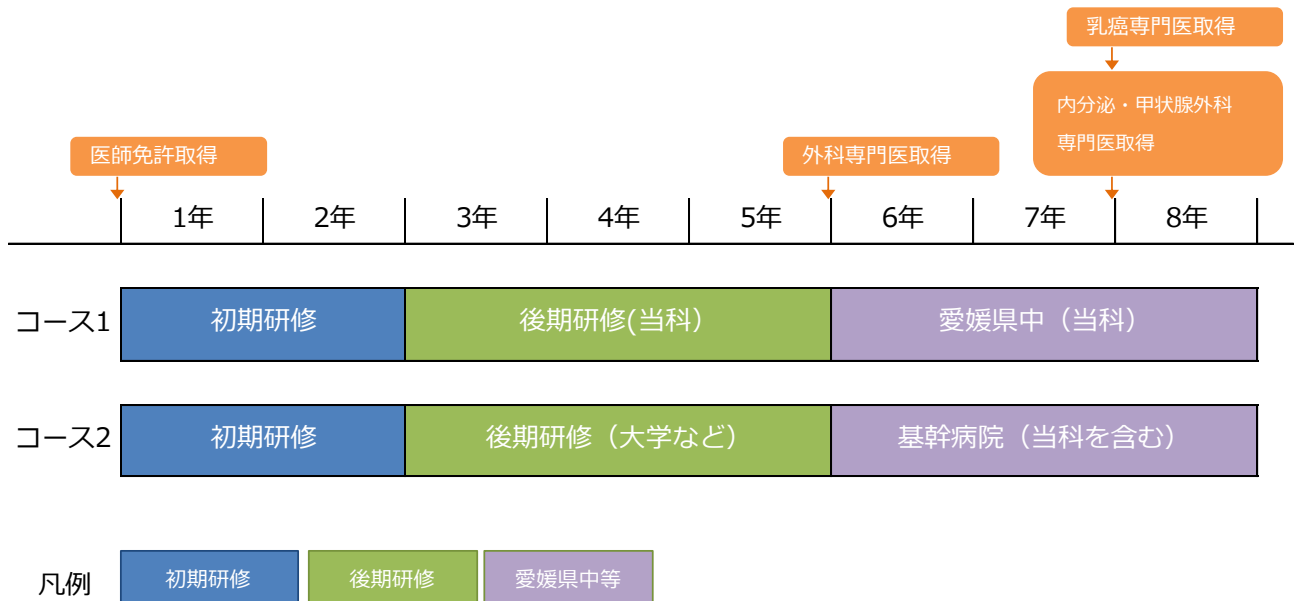 乳癌専門医取得
内分泌・甲状腺外科
専門医取得
医師免許取得
外科専門医取得
1年 2年 3年 4年 5年 6年 7年 8年
コース1 初期研修 後期研修(当科） 愛媛県中（当科）
コース2 初期研修 後期研修（大学など） 基幹病院（当科を含む）
凡例 初期研修 後期研修 愛媛県中等